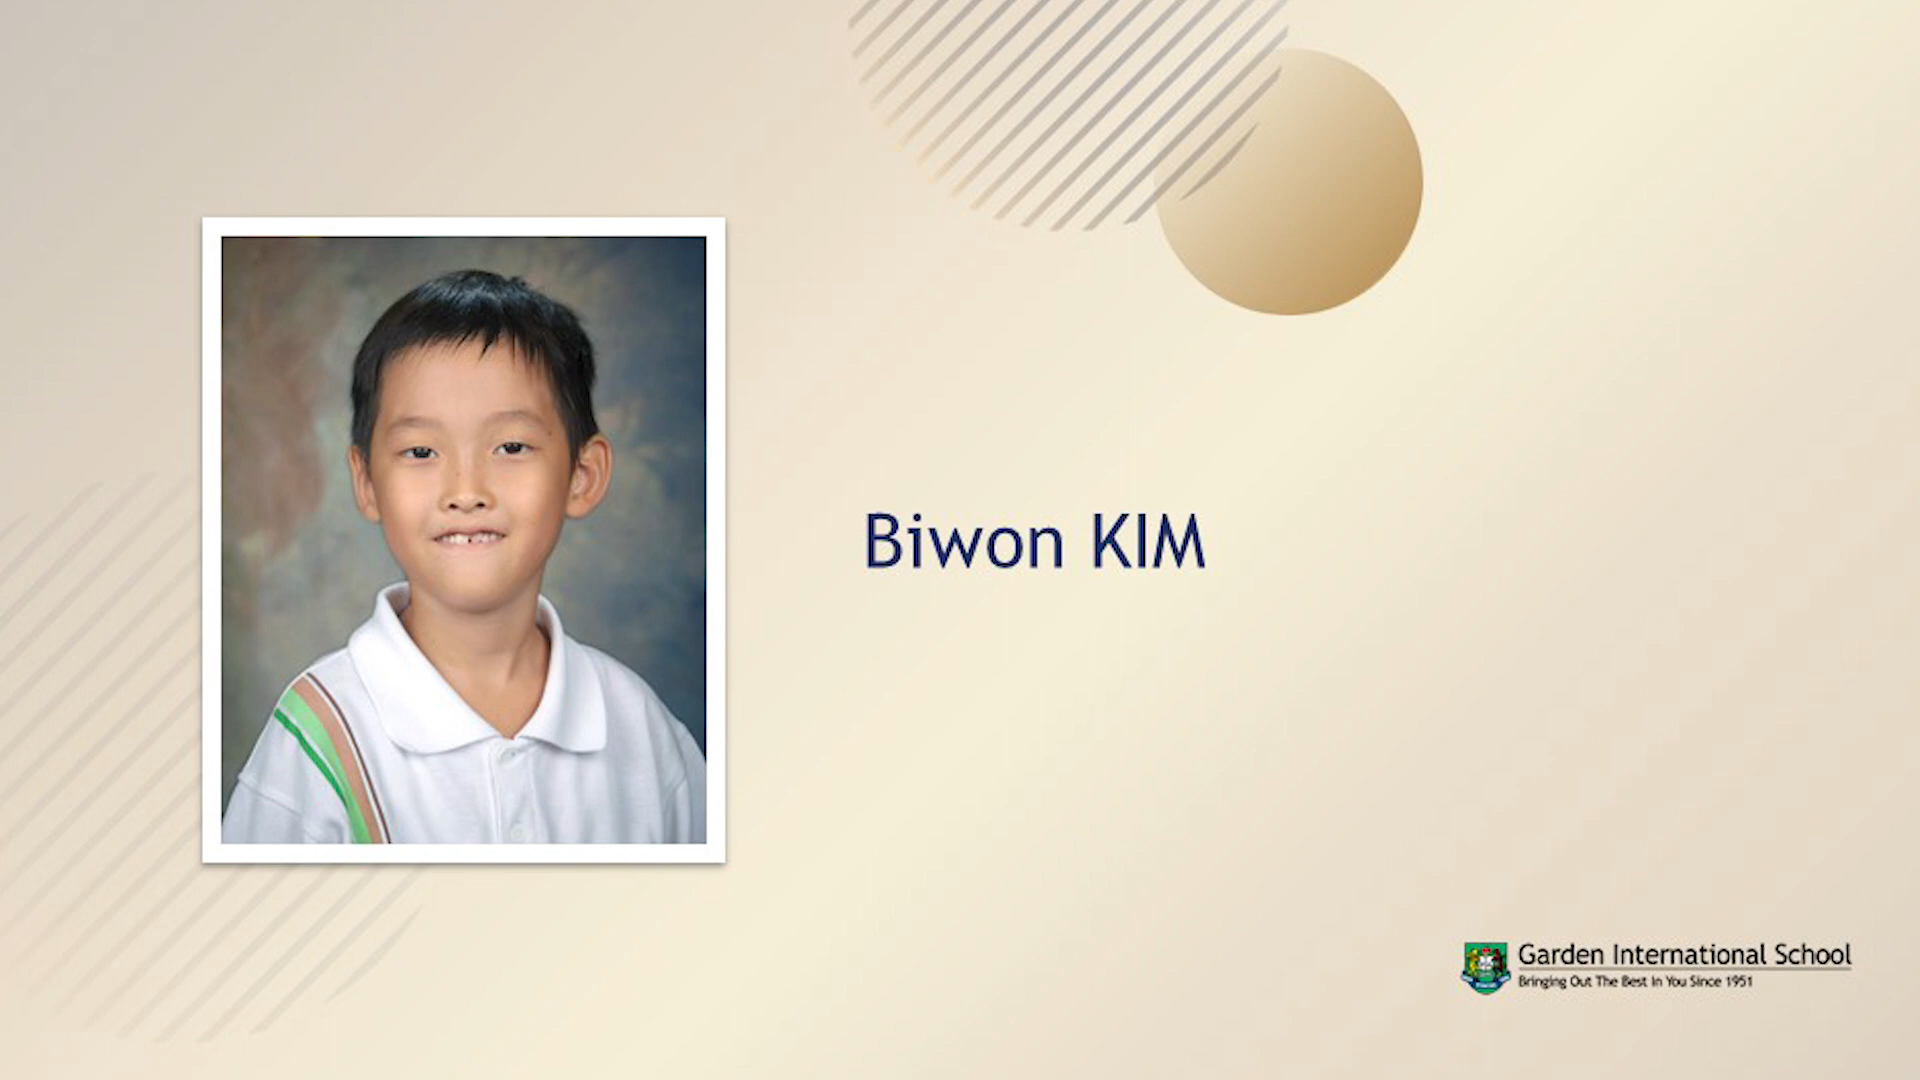 Biwon KIM
Garden International School
Bringing Out The Best In You Since 1951